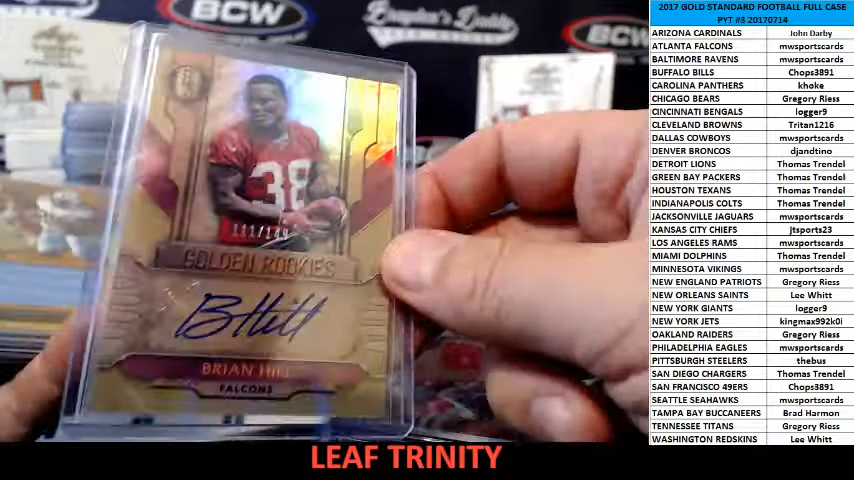 BCW
BCW
38
111/149
GOLDEN ROOKIES
B Hill
BRIAN HILL
FALCONS
LEAF TRINITY
2017 GOLD STANDARD FOOTBALL FULL CASE
PYT #3 20170714
ARIZONA CARDINALS John Darby
ATLANTA FALCONS mwsportscards
BALTIMORE RAVENS mwsportscards
BUFFALO BILLS Chops3891
CAROLINA PANTHERS khoke
CHICAGO BEARS Gregory Riess
CINCINNATI BENGALS logger9
CLEVELAND BROWNS Tritan1216
DALLAS COWBOYS mwsportscards
DENVER BRONCOS djandtino
DETROIT LIONS Thomas Trendel
GREEN BAY PACKERS Thomas Trendel
HOUSTON TEXANS Thomas Trendel
INDIANAPOLIS COLTS Thomas Trendel
JACKSONVILLE JAGUARS mwsportscards
KANSAS CITY CHIEFS jtsports23
LOS ANGELES RAMS mwsportscards
MIAMI DOLPHINS Thomas Trendel
MINNESOTA VIKINGS mwsportscards
NEW ENGLAND PATRIOTS Gregory Riess
NEW ORLEANS SAINTS Lee Whitt
NEW YORK GIANTS logger9
NEW YORK JETS kingmax992k0i
OAKLAND RAIDERS Gregory Riess
PHILADELPHIA EAGLES mwsportscards
PITTSBURGH STEELERS thebus
SAN DIEGO CHARGERS Thomas Trendel
SAN FRANCISCO 49ERS Chops3891
SEATTLE SEAHAWKS mwsportscards
TAMPA BAY BUCCANEERS Brad Harmon
TENNESSEE TITANS Gregory Riess
WASHINGTON REDSKINS Lee Whitt